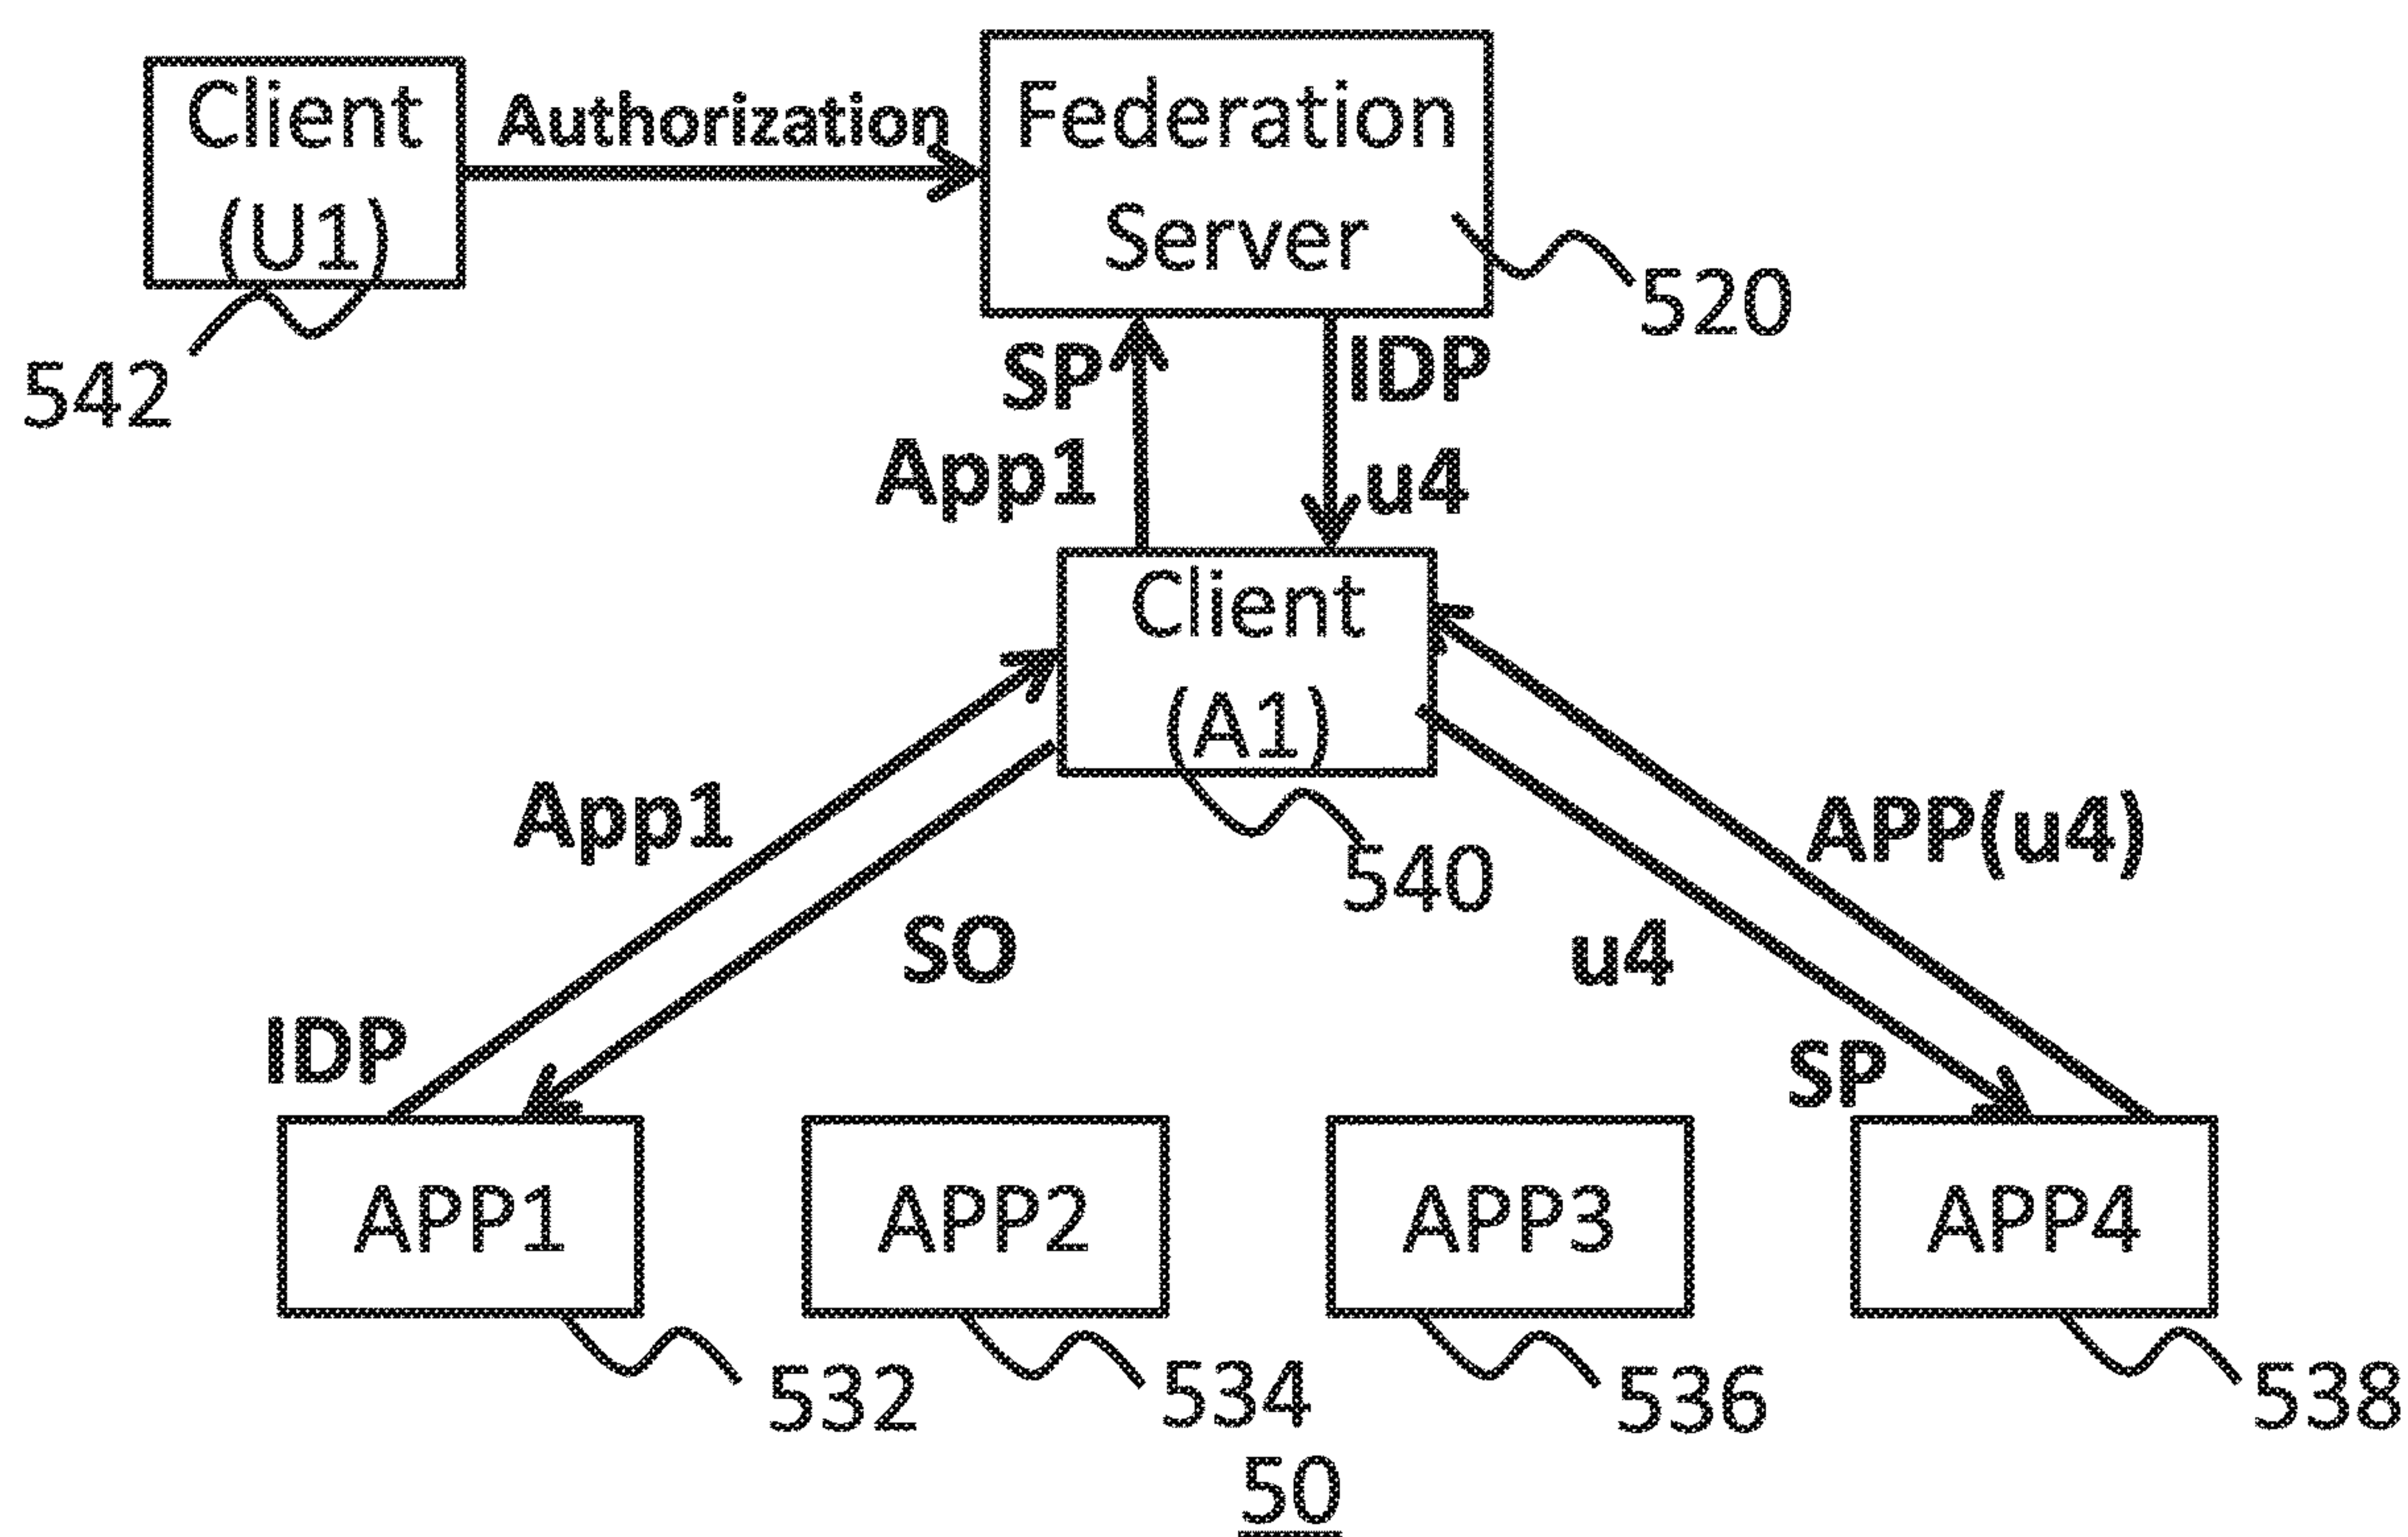 Client
(U1)
Authorization
Federation
Server
520
542
SP
IDP
App1
u4
Client
(A1)
540
App1
SO
APP(u4)
u4
IDP
SP
APP1
APP2
APP3
APP4
532
534
536
538
50